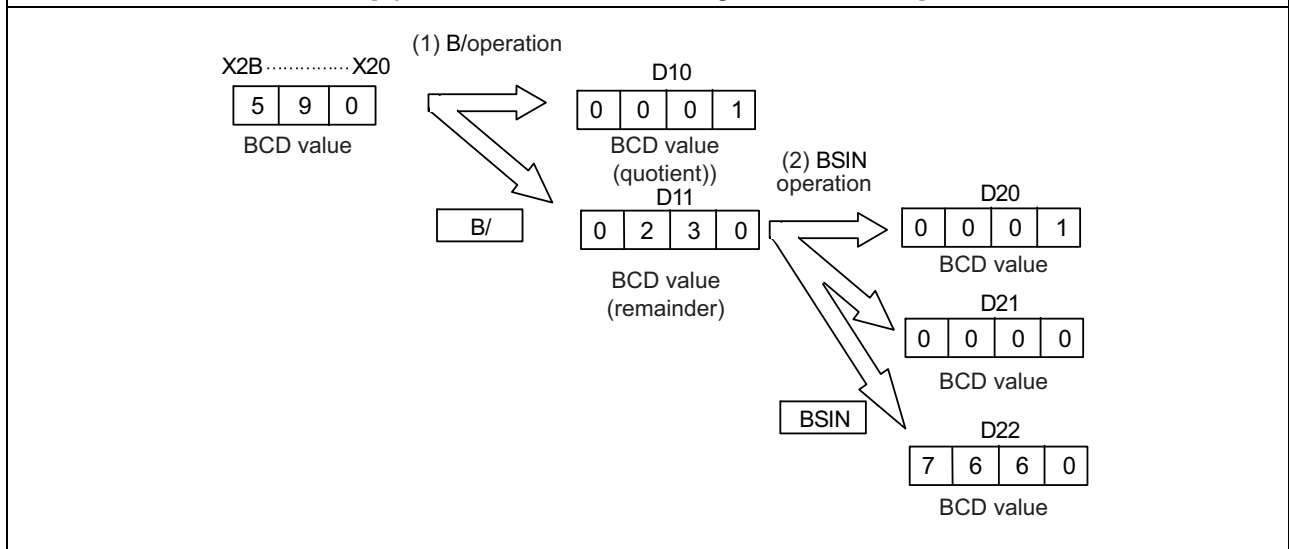 (1) B/operation
X2B ············· X20
D10
5 9 0
0 0 0 1
BCD value
BCD value
(quotient))
(2) BSIN
operation
D11
D20
B/
0 2 3 0
0 0 0 1
BCD value
BCD value
(remainder)
D21
0 0 0 0
BCD value
BSIN
D22
7 6 6 0
BCD value